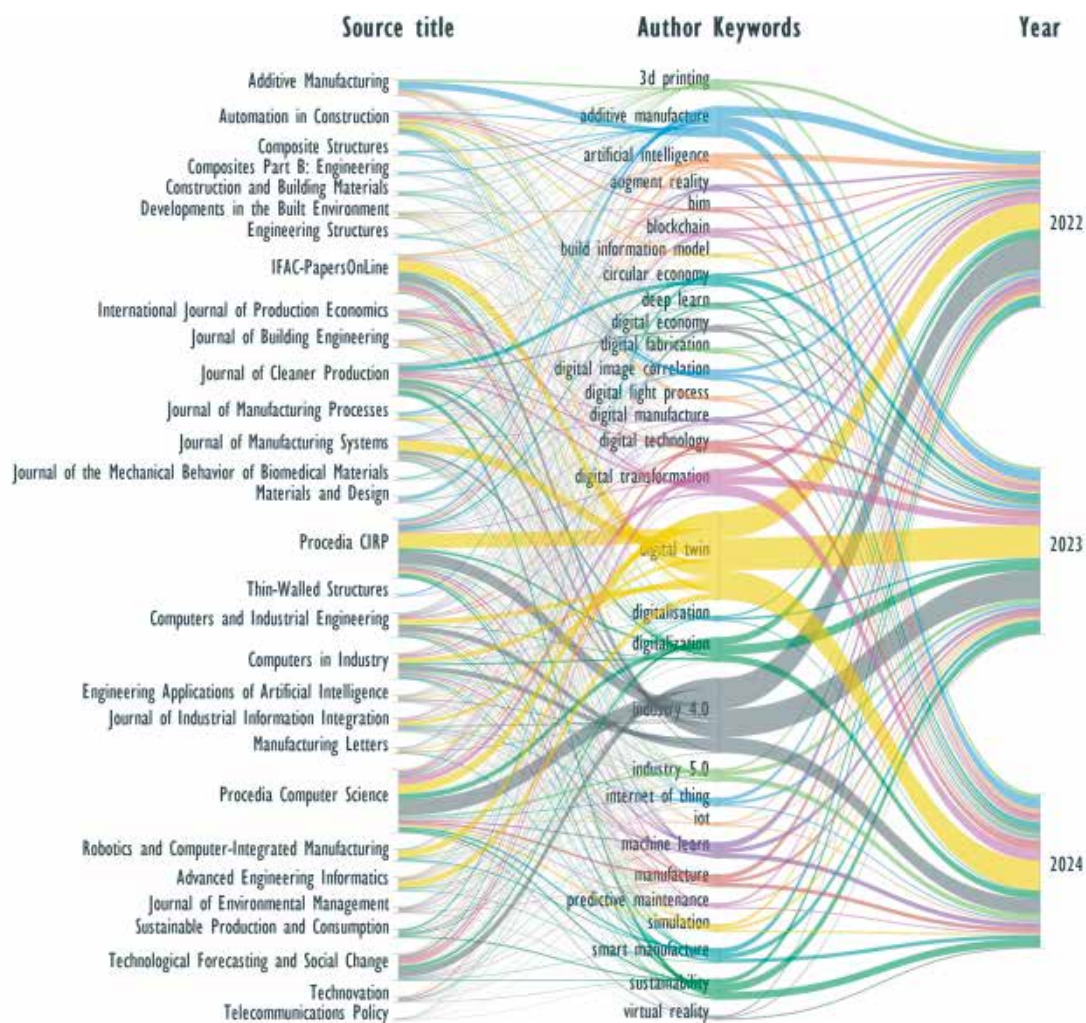 Source title
Author Keywords
Year
Additive Manufacturing
Automation in Construction
Composite Structures
Composites Part B: Engineering
Construction and Building Materials
Developments in the Built Environment
Engineering Structures
IFAC-PapersOnLine
International Journal of Production Economics
Journal of Building Engineering
Journal of Cleaner Production
Journal of Manufacturing Processes
Journal of Manufacturing Systems
Journal of the Mechanical Behavior of Biomedical Materials
Materials and Design
Procedia CIRP
Thin-Walled Structures
Computers and Industrial Engineering
Computers in Industry
Engineering Applications of Artificial Intelligence
Journal of Industrial Information Integration
Manufacturing Letters
Procedia Computer Science
Robotics and Computer-Integrated Manufacturing
Advanced Engineering Informatics
Journal of Environmental Management
Sustainable Production and Consumption
Technological Forecasting and Social Change
Technovation
Telecommunications Policy
3d printing
additive manufacture
artificial intelligence
augment reality
bim
blockchain
build information model
circular economy
deep learn
digital economy
digital fabrication
digital image correlation
digital light process
digital manufacture
digital technology
digital transformation
digital twin
digitalisation
digitalization
industry 4.0
industry 5.0
internet of thing
iot
machine learn
manufacture
predictive maintenance
simulation
smart manufacture
sustainability
virtual reality
2022
2023
2024